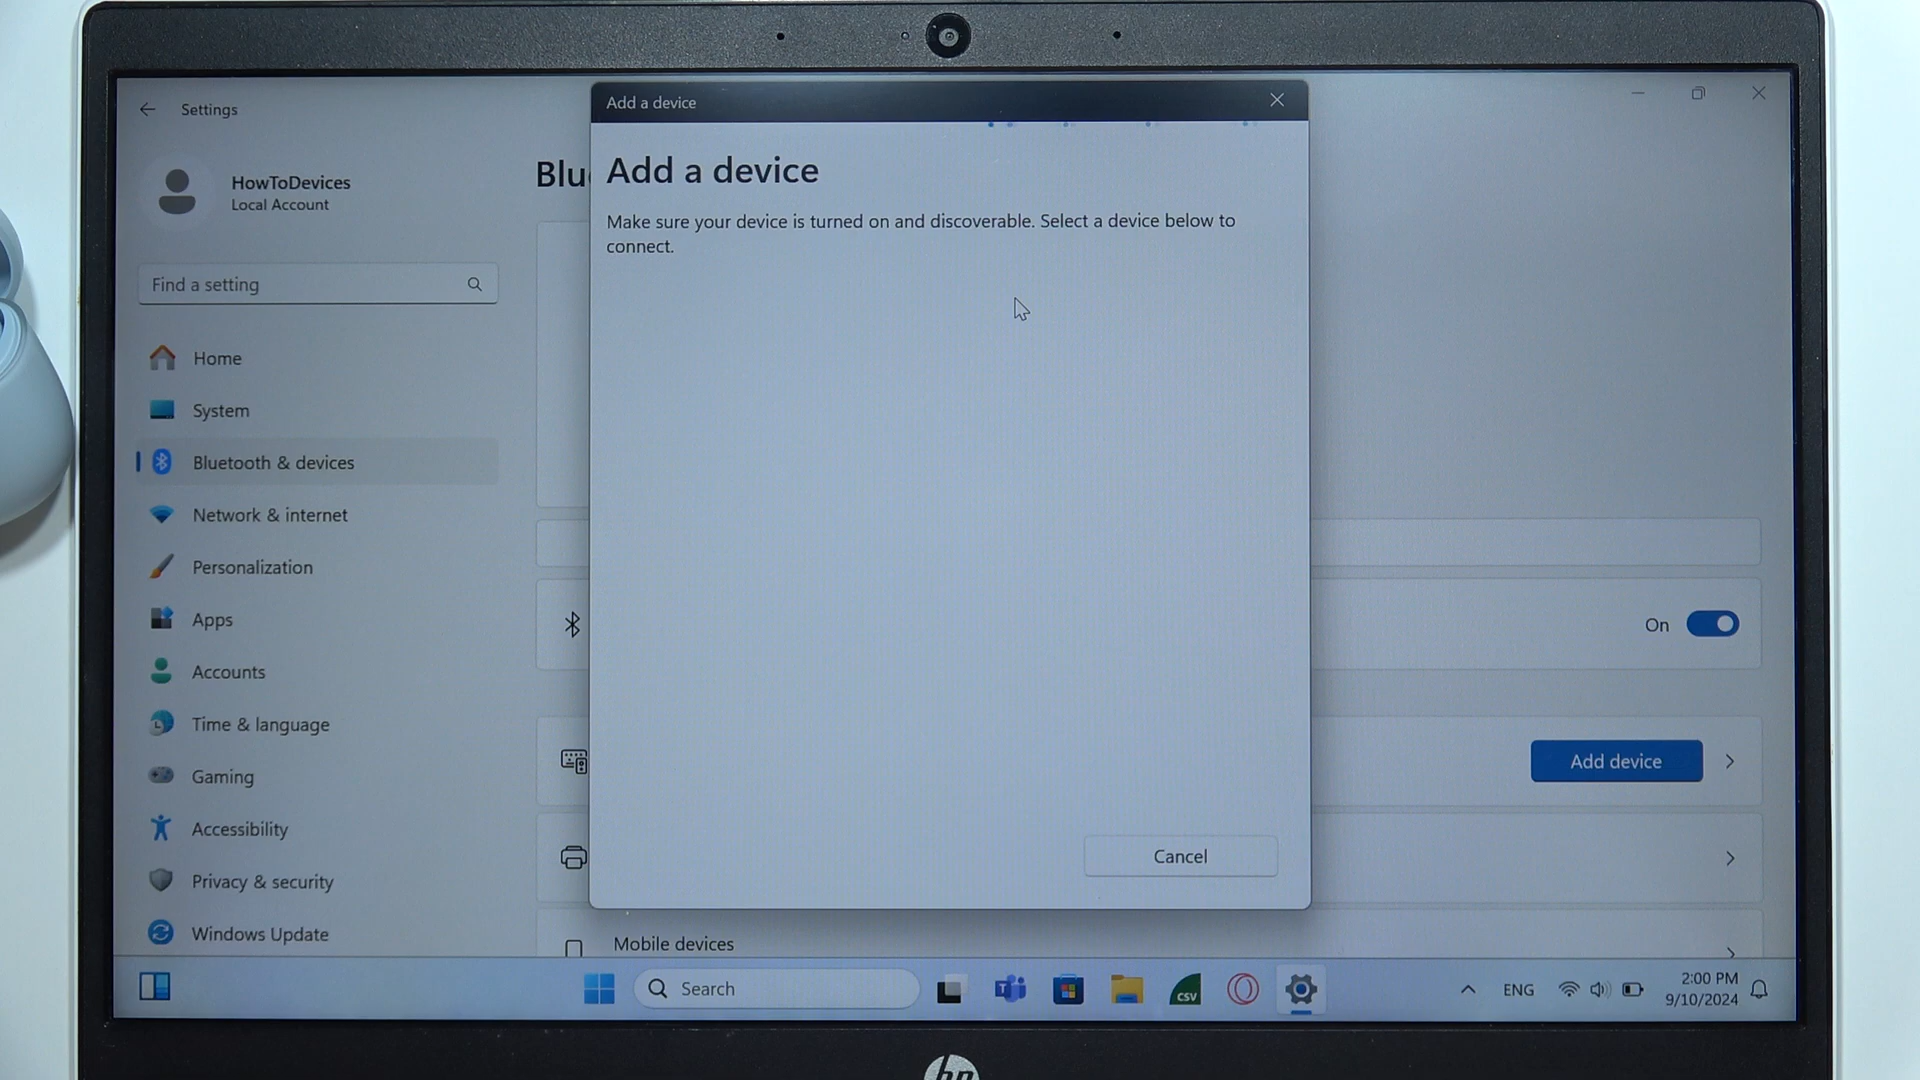 Settings
HowToDevices
Local Account
Find a setting
Home
System
Bluetooth & devices
Network & internet
Personalization
Apps
Accounts
Time & language
Gaming
Accessibility
Privacy & security
Windows Update
Blu
Add a device
Add a device
Make sure your device is turned on and discoverable. Select a device below to
connect.
Cancel
On
Add device
Mobile devices
Search
T
CSV
ENG
2:00 PM
9/10/2024
hp